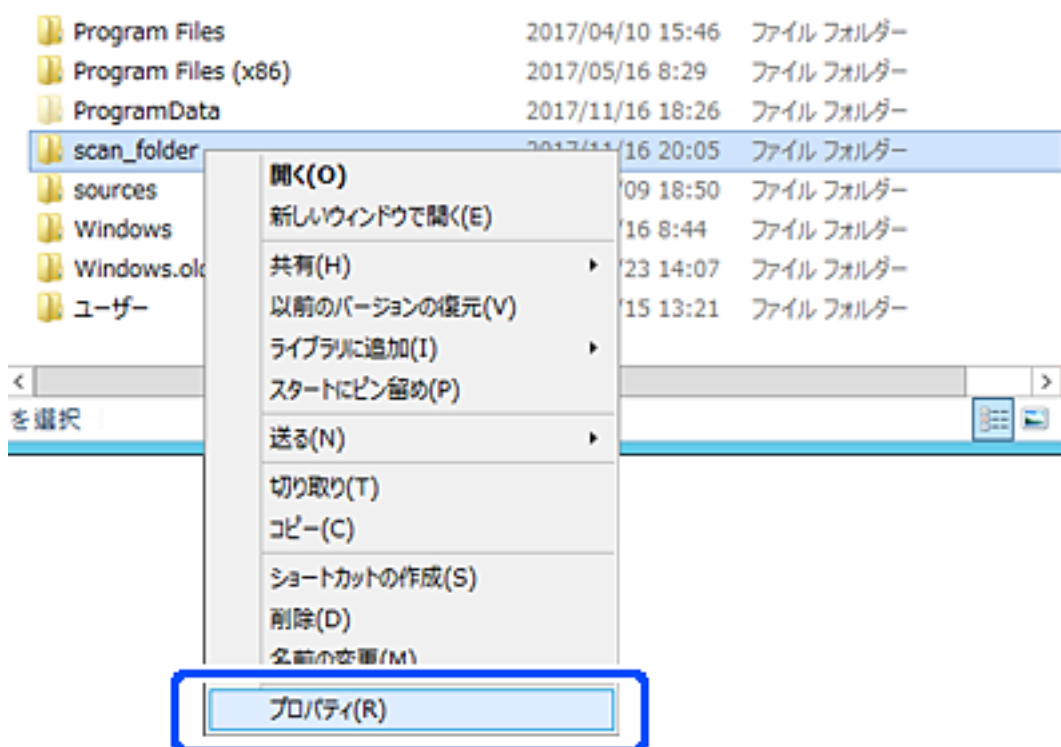 Program Files 2017/04/10 15:46 ファイル フォルダー
Program Files (x86) 2017/05/16 8:29 ファイル フォルダー
ProgramData 2017/11/16 18:26 ファイル フォルダー
scan_folder 2017/11/16 20:05 ファイル フォルダー
sources /09 18:50 ファイル フォルダー
Windows /16 8:44 ファイル フォルダー
Windows.old /23 14:07 ファイル フォルダー
ユーザー /15 13:21 ファイル フォルダー
を選択
開く(O)
新しいウィンドウで開く(E)
共有(H)
以前のバージョンの復元(V)
ライブラリに追加(I)
スタートにピン留め(P)
送る(N)
切り取り(T)
コピー(C)
ショートカットの作成(S)
削除(D)
名前の変更(M)
プロパティ(R)